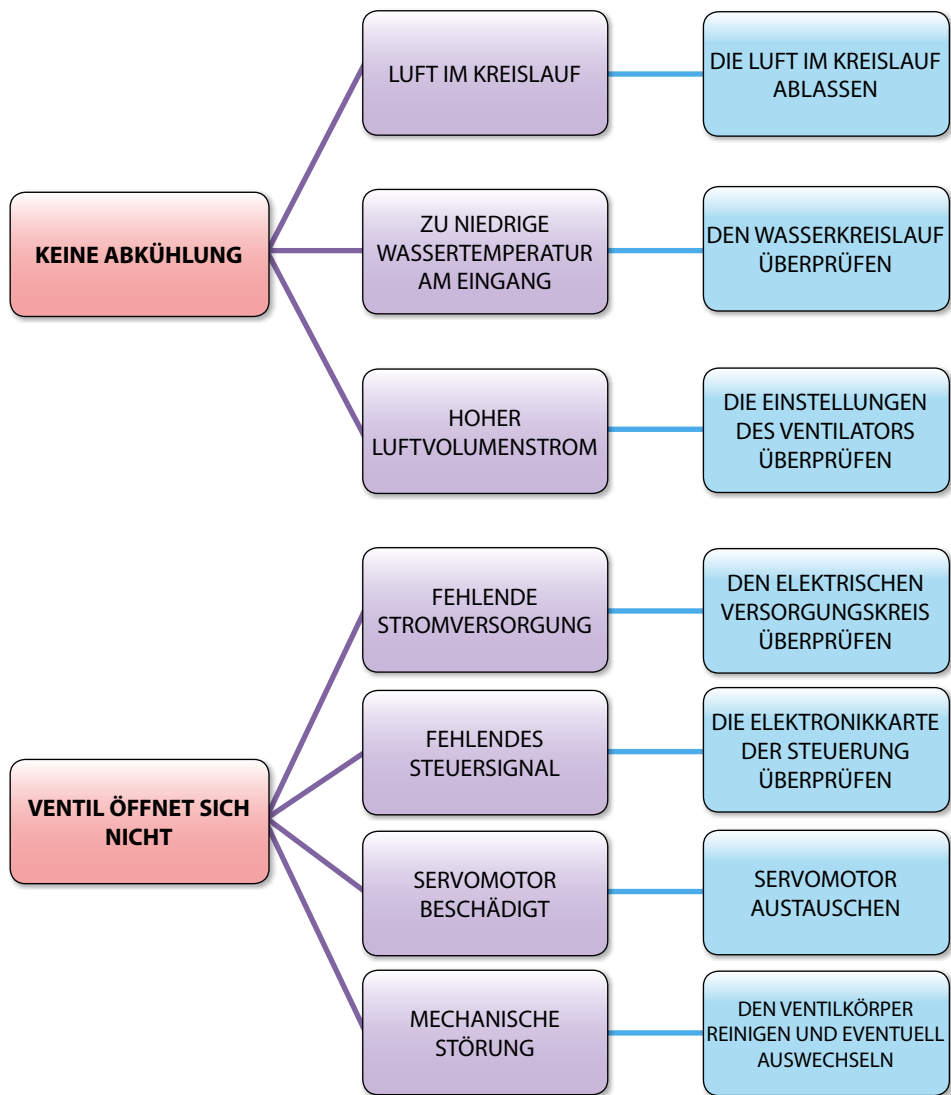 LUFT IM KREISLAUF
DIE LUFT IM KREISLAUF
ABLASSEN
KEINE ABKÜHLUNG
ZU NIEDRIGE
WASSERTEMPERATUR
AM EINGANG
DEN WASSERKREISLAUF
ÜBERPRÜFEN
HOHER
LUFTVOLUMENSTROM
DIE EINSTELLUNGEN
DES VENTILATORS
ÜBERPRÜFEN
FEHLENDE
STROMVERSORGUNG
DEN ELEKTRISCHEN
VERSORGUNGSKREIS
ÜBERPRÜFEN
VENTIL ÖFFNET SICH
NICHT
FEHLENDES
STEUERSIGNAL
DIE ELEKTRONIKKARTE
DER STEUERUNG
ÜBERPRÜFEN
SERVOMOTOR
BESCHÄDIGT
SERVOMOTOR
AUSTAUSCHEN
MECHANISCHE
STÖRUNG
DEN VENTILKÖRPER
REINIGEN UND EVENTUELL
AUSWECHSELN